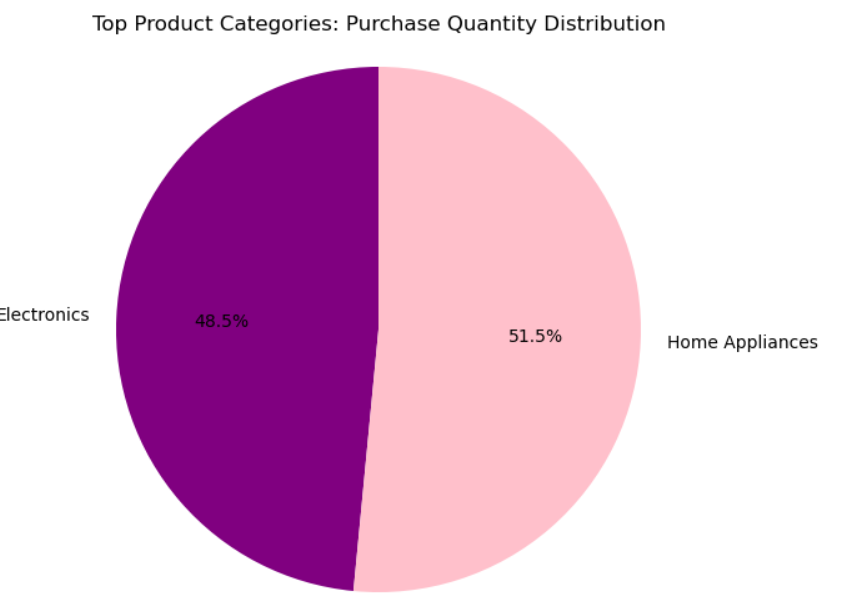 Top Product Categories: Purchase Quantity Distribution
Electronics
48.5%
51.5%
Home Appliances